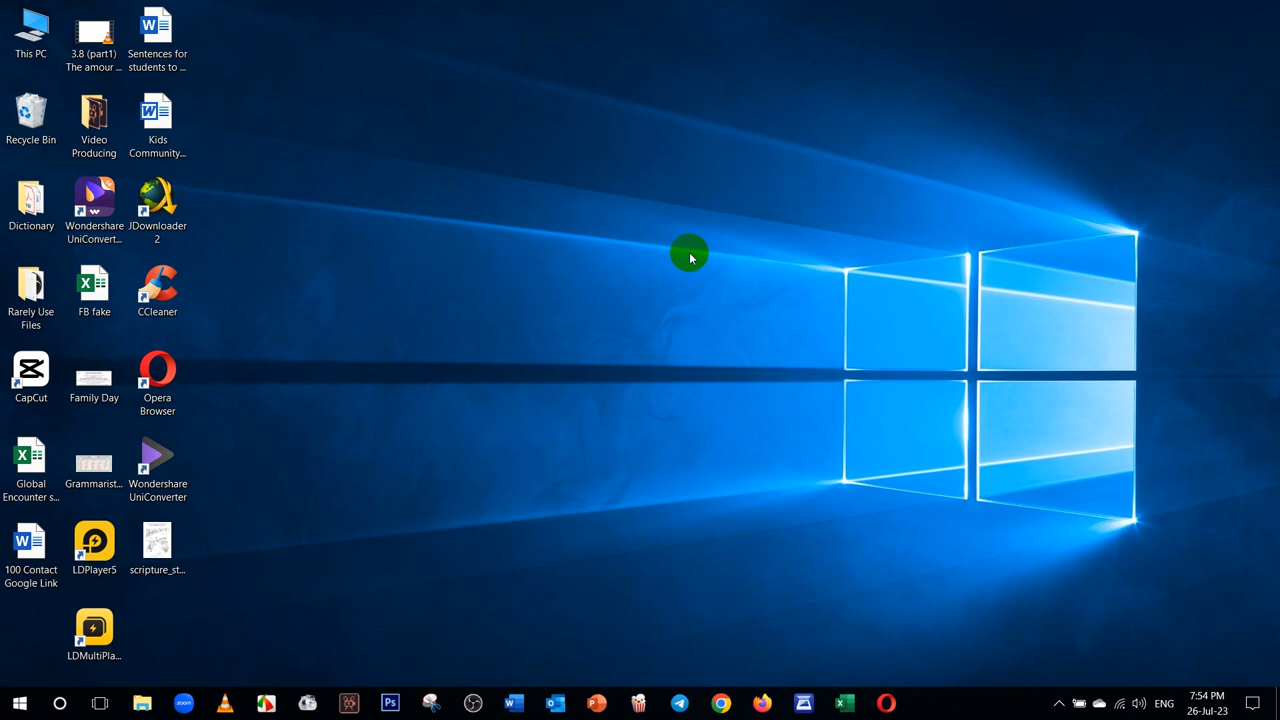 This PC
3.8 (part1)
The amour ...
Sentences for
students to ...
Recycle Bin
Video
Producing
Kids
Community...
Dictionary
Wondershare
UniConvert...
JDownloader
2
Rarely Use
Files
FB fake
CCleaner
CapCut
Family Day
Opera
Browser
Global
Encounter s...
Grammarist...
Wondershare
UniConverter
100 Contact
Google Link
LDPlayer5
scripture_st...
LDMultiPla...
zoom
Ps
ENG
7:54 PM
26-Jul-23